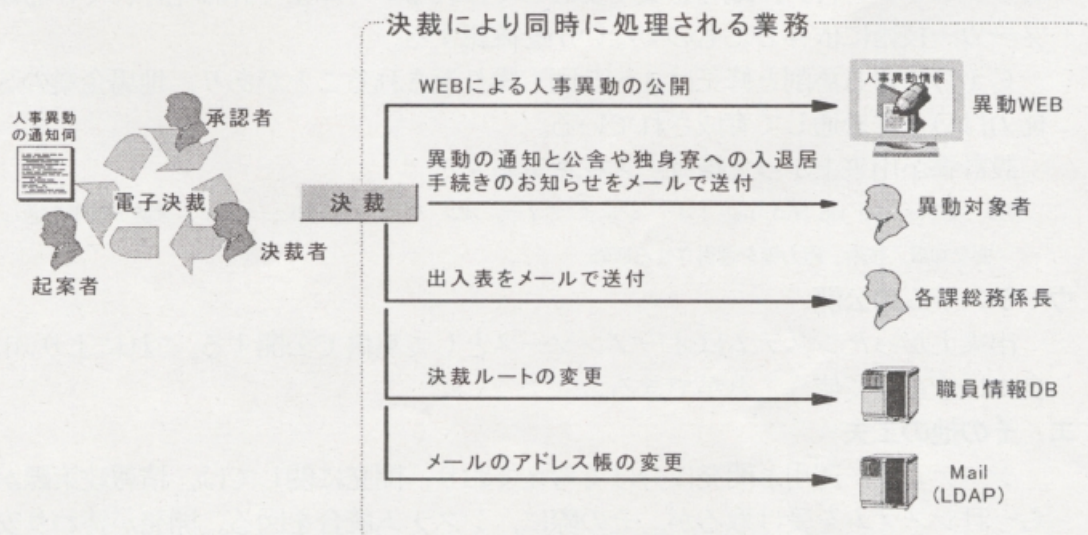 決裁により同時に処理される業務
人事異動
の通知伺
承認者
電子決裁
決裁者
起案者
決裁
WEBによる人事異動の公開
人事異動情報
異動WEB
異動の通知と公舎や独身寮への入退居
手続きのお知らせをメールで送付
異動対象者
出入表をメールで送付
各課総務係長
決裁ルートの変更
職員情報DB
メールのアドレス帳の変更
Mail
(LDAP)